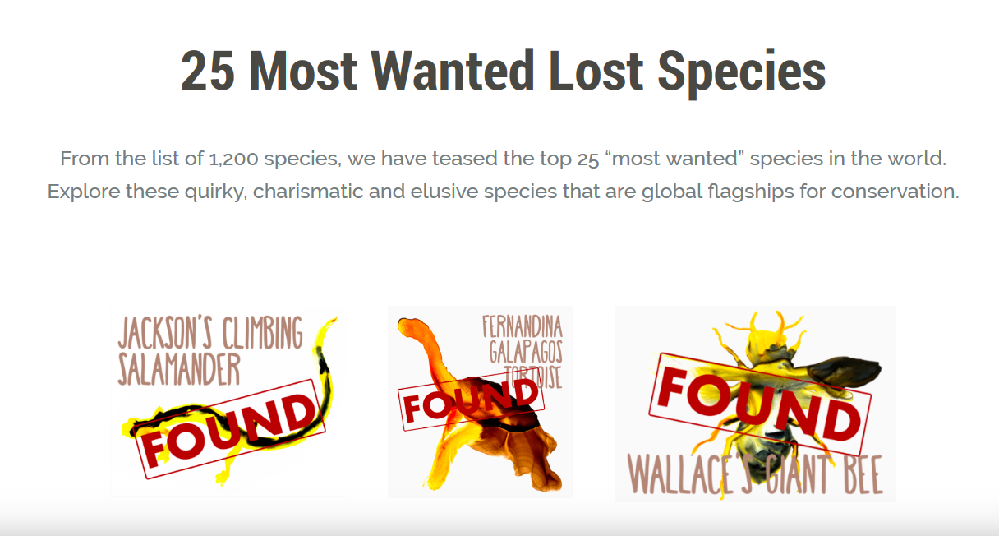 25 Most Wanted Lost Species
From the list of 1,200 species, we have teased the top 25 “most wanted” species in the world.
Explore these quirky, charismatic and elusive species that are global flagships for conservation.
JACKSON'S CLIMBING
SALAMANDER
FOUND
FERNANDINA
GALAPAGOS
TORTOISE
FOUND
FOUND
WALLACE'S GIANT BEE